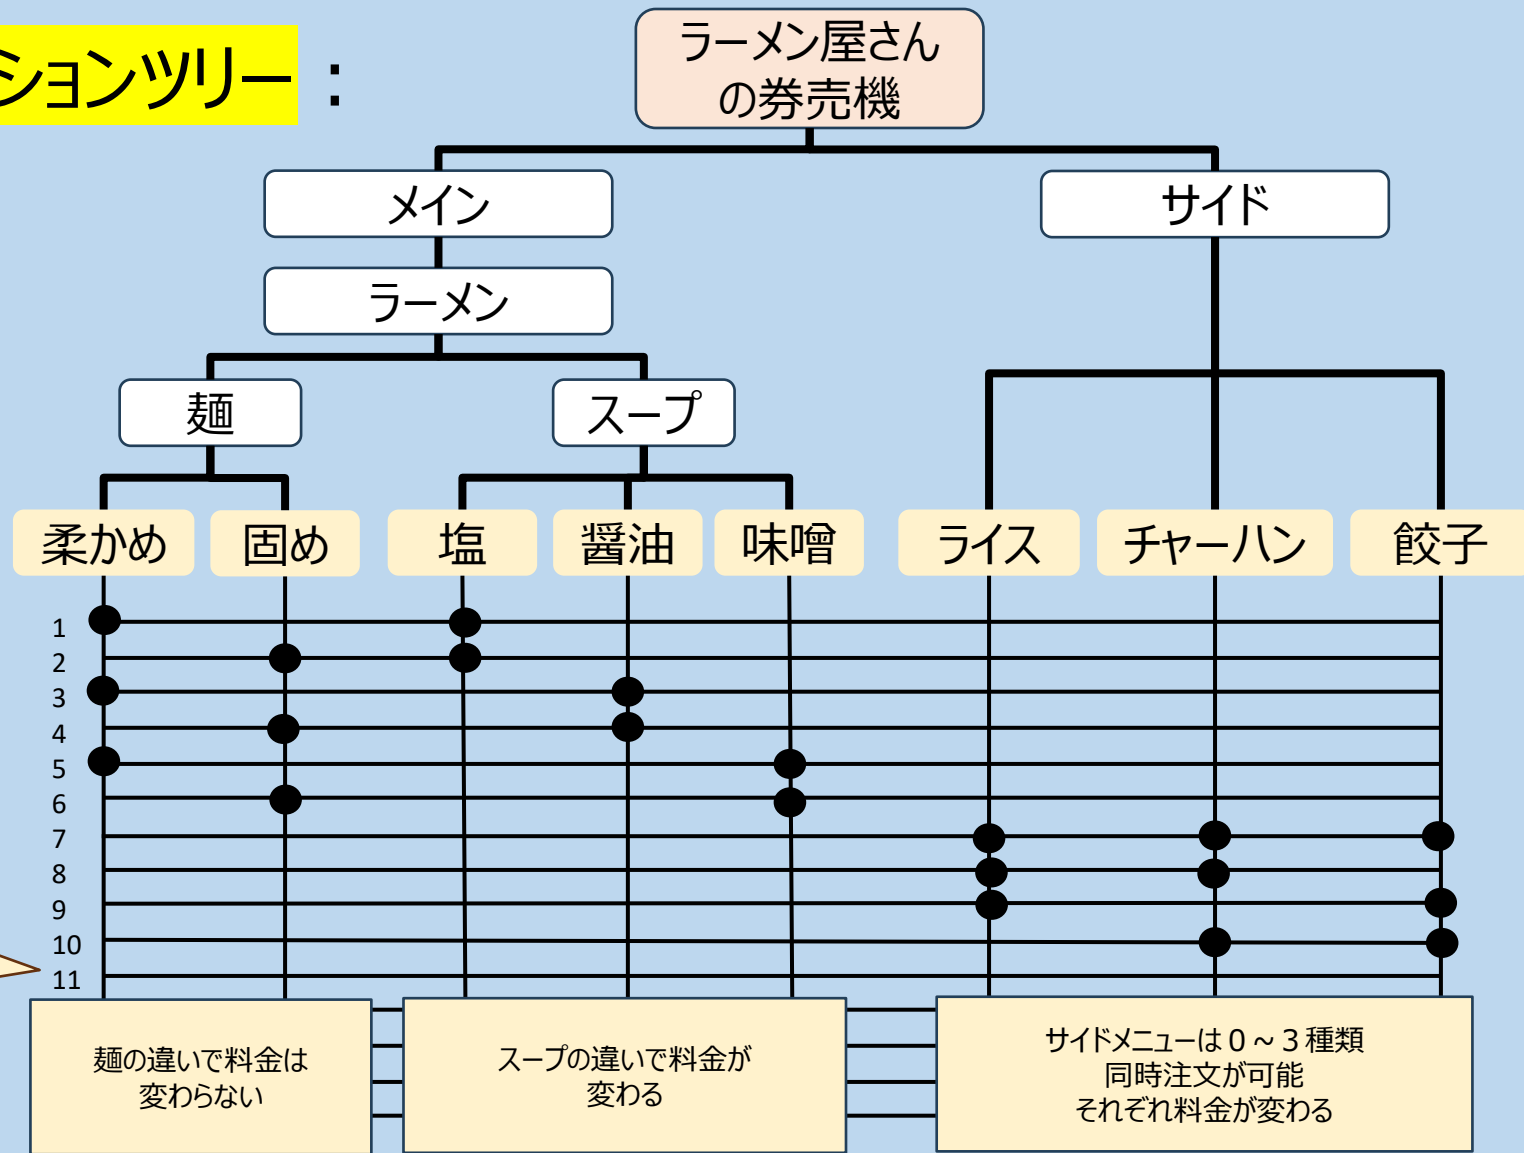 ションツリー：
ラーメン屋さん
の券売機
メイン
サイド
ラーメン
麺
スープ
柔かめ
固め
塩
醤油
味噌
ライス
チャーハン
餃子
1
2
3
4
5
6
7
8
9
10
11
麺の違いで料金は
変わらない
スープの違いで料金が
変わる
サイドメニューは０～３種類
同時注文が可能
それぞれ料金が変わる